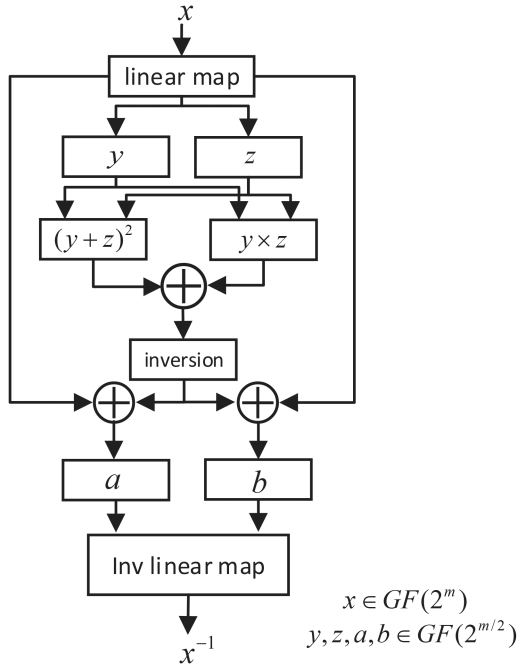 x
linear map
y z
(y + z)² y × z
inversion
a b
Inv linear map
x ∈ GF(2^m)
y, z, a, b ∈ GF(2^{m/2})
x⁻¹